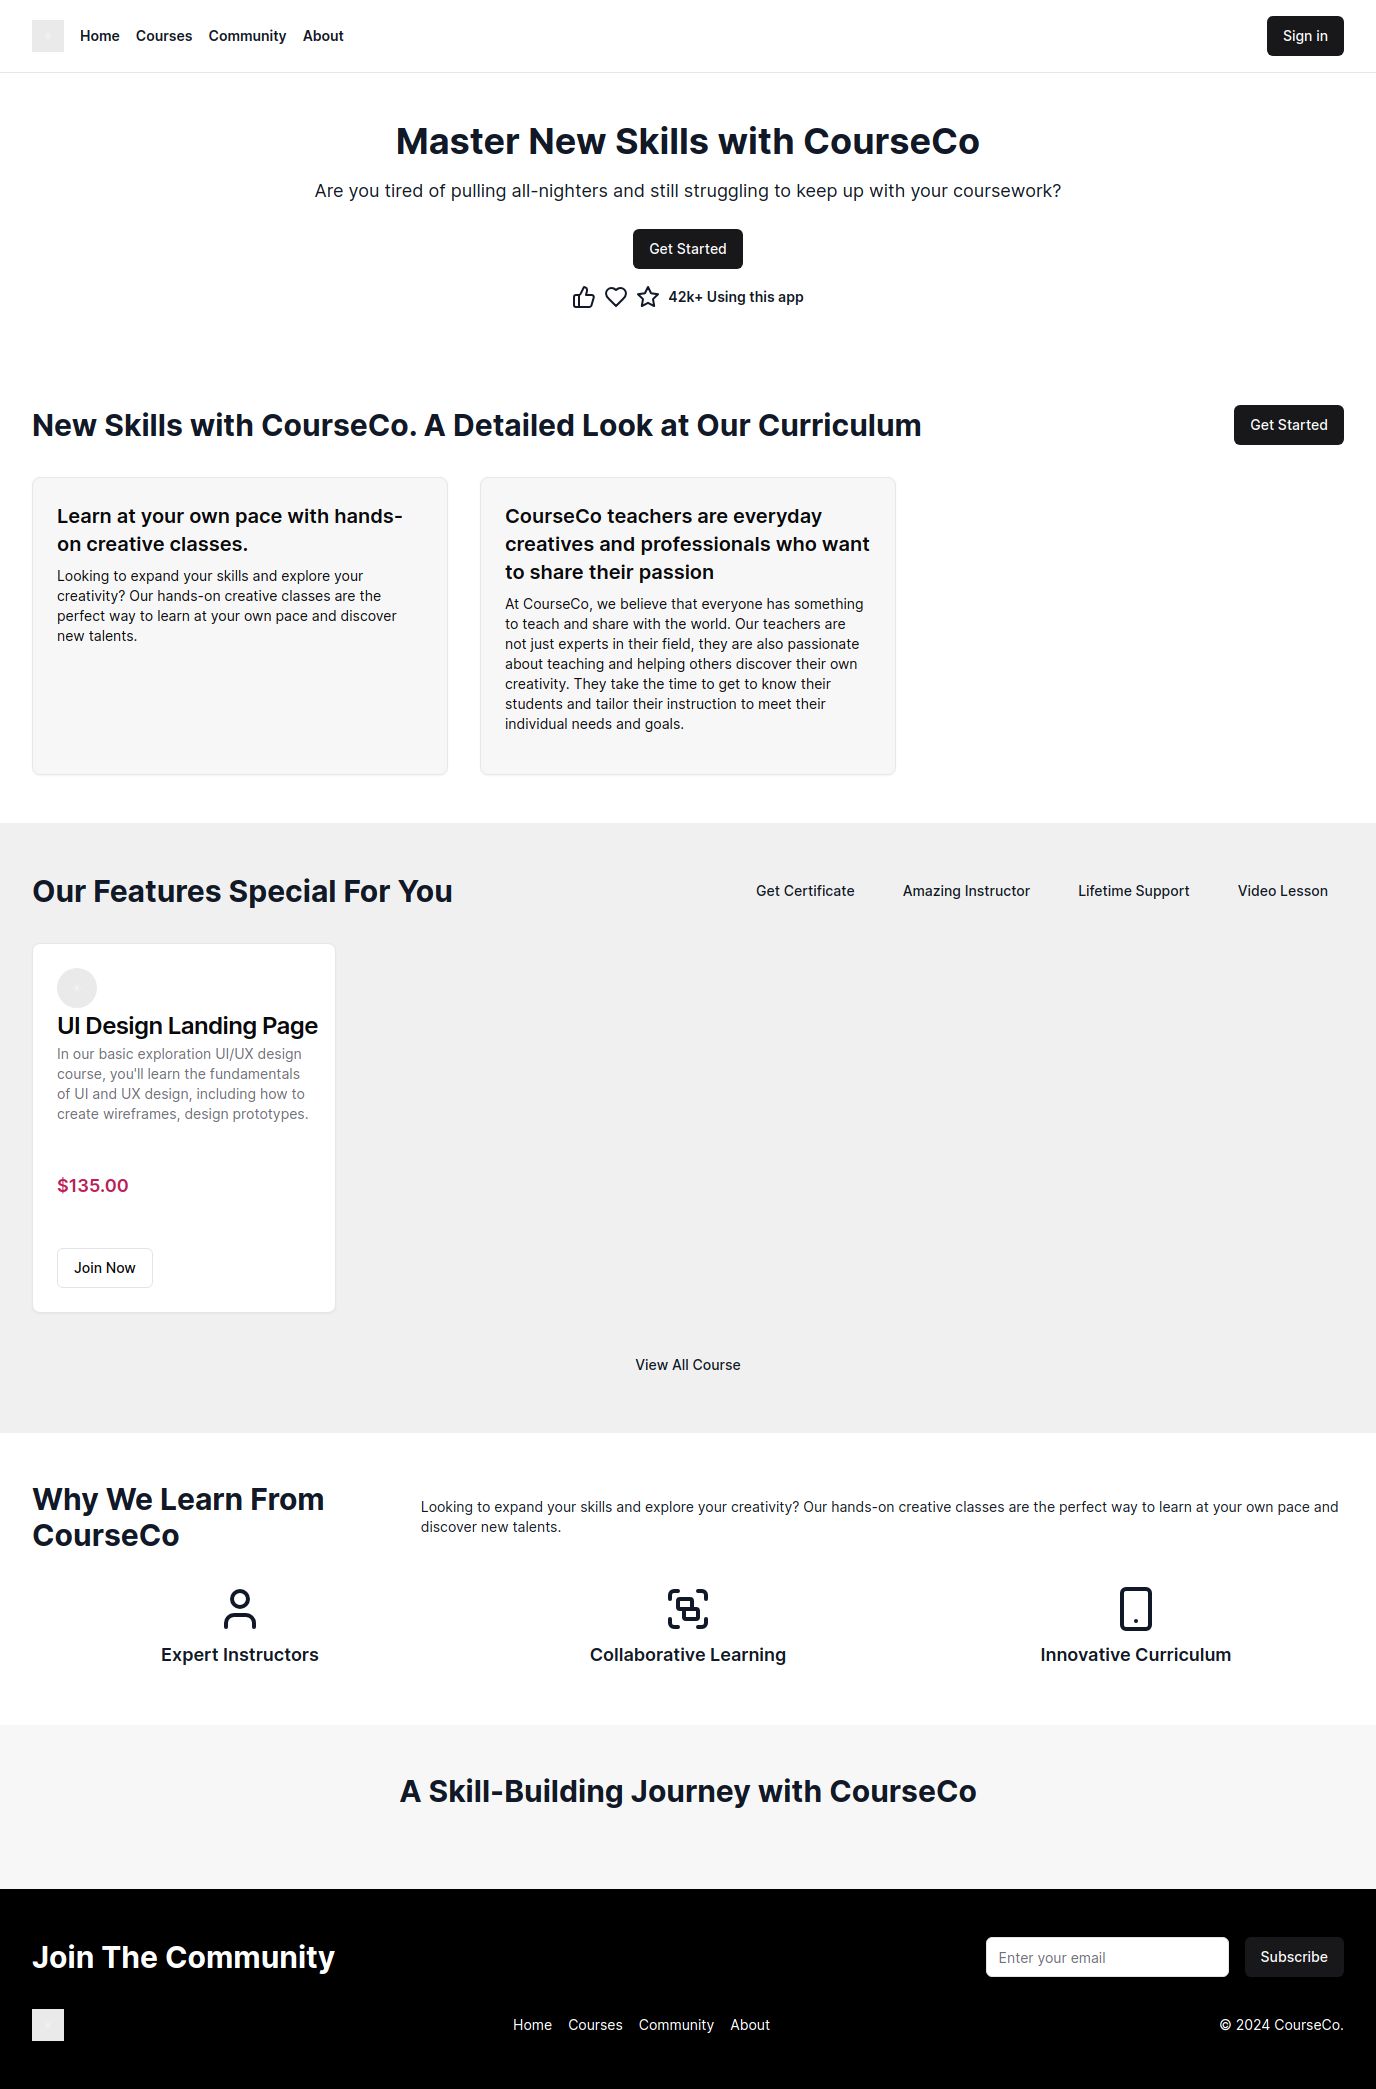 Home Courses Community About Sign in
Master New Skills with CourseCo
Are you tired of pulling all-nighters and still struggling to keep up with your coursework?
Get Started
42k+ Using this app
New Skills with CourseCo. A Detailed Look at Our Curriculum
Get Started
Learn at your own pace with hands-
on creative classes.
Looking to expand your skills and explore your
creativity? Our hands-on creative classes are the
perfect way to learn at your own pace and discover
new talents.
CourseCo teachers are everyday
creatives and professionals who want
to share their passion
At CourseCo, we believe that everyone has something
to teach and share with the world. Our teachers are
not just experts in their field, they are also passionate
about teaching and helping others discover their own
creativity. They take the time to get to know their
students and tailor their instruction to meet their
individual needs and goals.
Our Features Special For You
Get Certificate Amazing Instructor Lifetime Support Video Lesson
UI Design Landing Page
In our basic exploration UI/UX design
course, you'll learn the fundamentals
of UI and UX design, including how to
create wireframes, design prototypes.
$135.00
Join Now
View All Course
Why We Learn From
CourseCo
Looking to expand your skills and explore your creativity? Our hands-on creative classes are the perfect way to learn at your own pace and
discover new talents.
Expert Instructors
Collaborative Learning
Innovative Curriculum
A Skill-Building Journey with CourseCo
Join The Community
Enter your email
Subscribe
Home Courses Community About
© 2024 CourseCo.